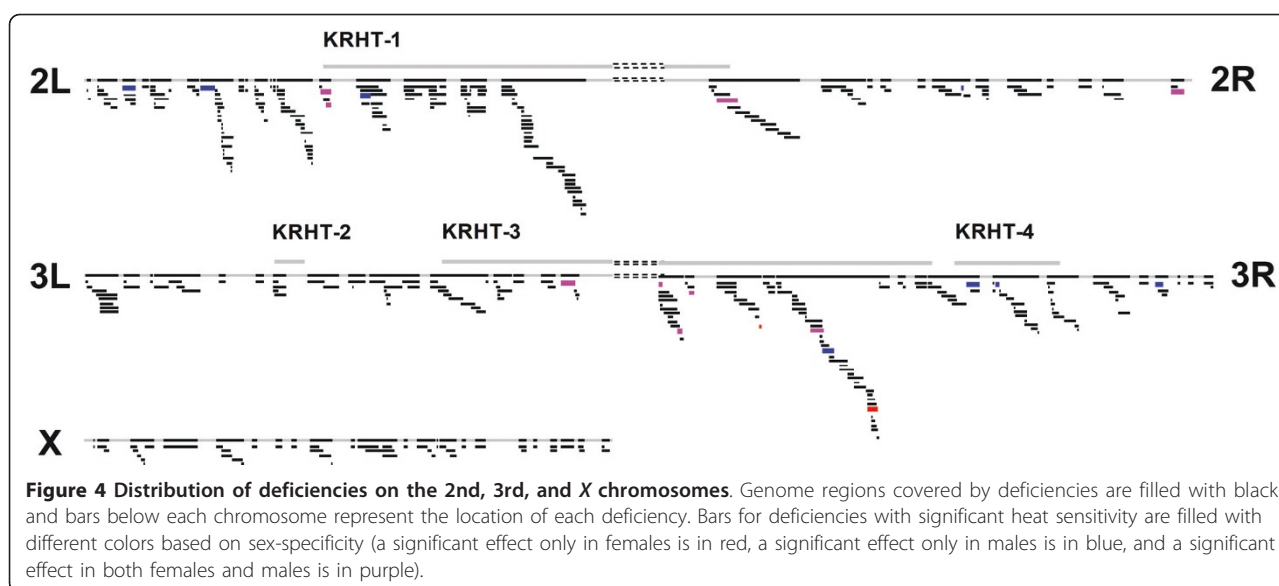 KRHT-1
2L 2R
KRHT-2 KRHT-3 KRHT-4
3L 3R
X
Figure 4 Distribution of deficiencies on the 2nd, 3rd, and X chromosomes. Genome regions covered by deficiencies are filled with black
and bars below each chromosome represent the location of each deficiency. Bars for deficiencies with significant heat sensitivity are filled with
different colors based on sex-specificity (a significant effect only in females is in red, a significant effect only in males is in blue, and a significant
effect in both females and males is in purple).